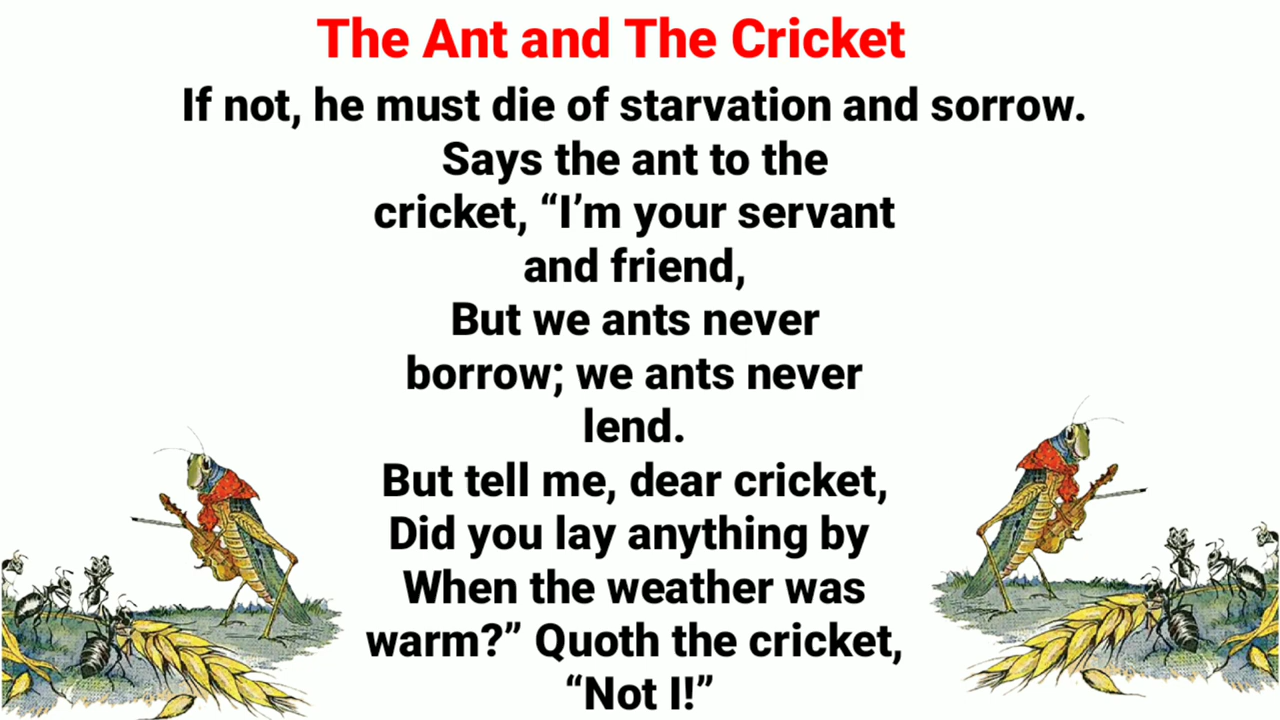 The Ant and The Cricket
If not, he must die of starvation and sorrow.
Says the ant to the
cricket, “I’m your servant
and friend,
But we ants never
borrow; we ants never
lend.
But tell me, dear cricket,
Did you lay anything by
When the weather was
warm?” Quoth the cricket,
“Not I!”